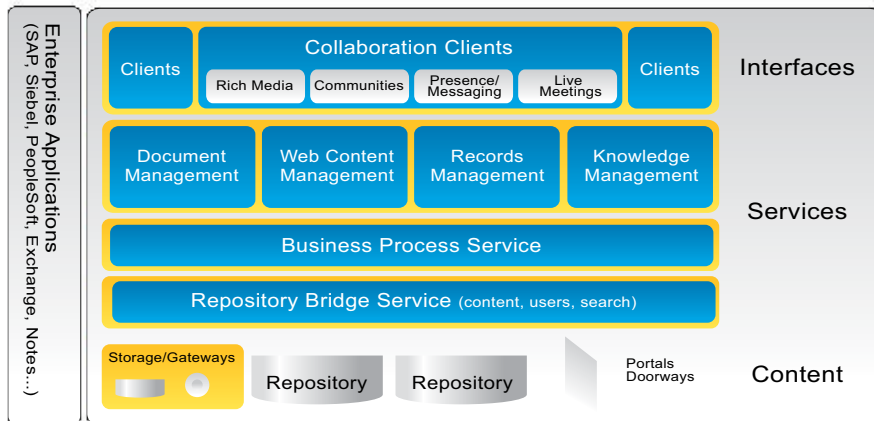 Enterprise Applications
(SAP, Siebel, PeopleSoft, Exchange, Notes....)
Clients
Collaboration Clients
Rich Media
Communities
Presence/
Messaging
Live
Meetings
Clients
Interfaces
Document
Management
Web Content
Management
Records
Management
Knowledge
Management
Services
Business Process Service
Repository Bridge Service (content, users, search)
Storage/Gateways
Repository
Repository
Portals
Doorways
Content